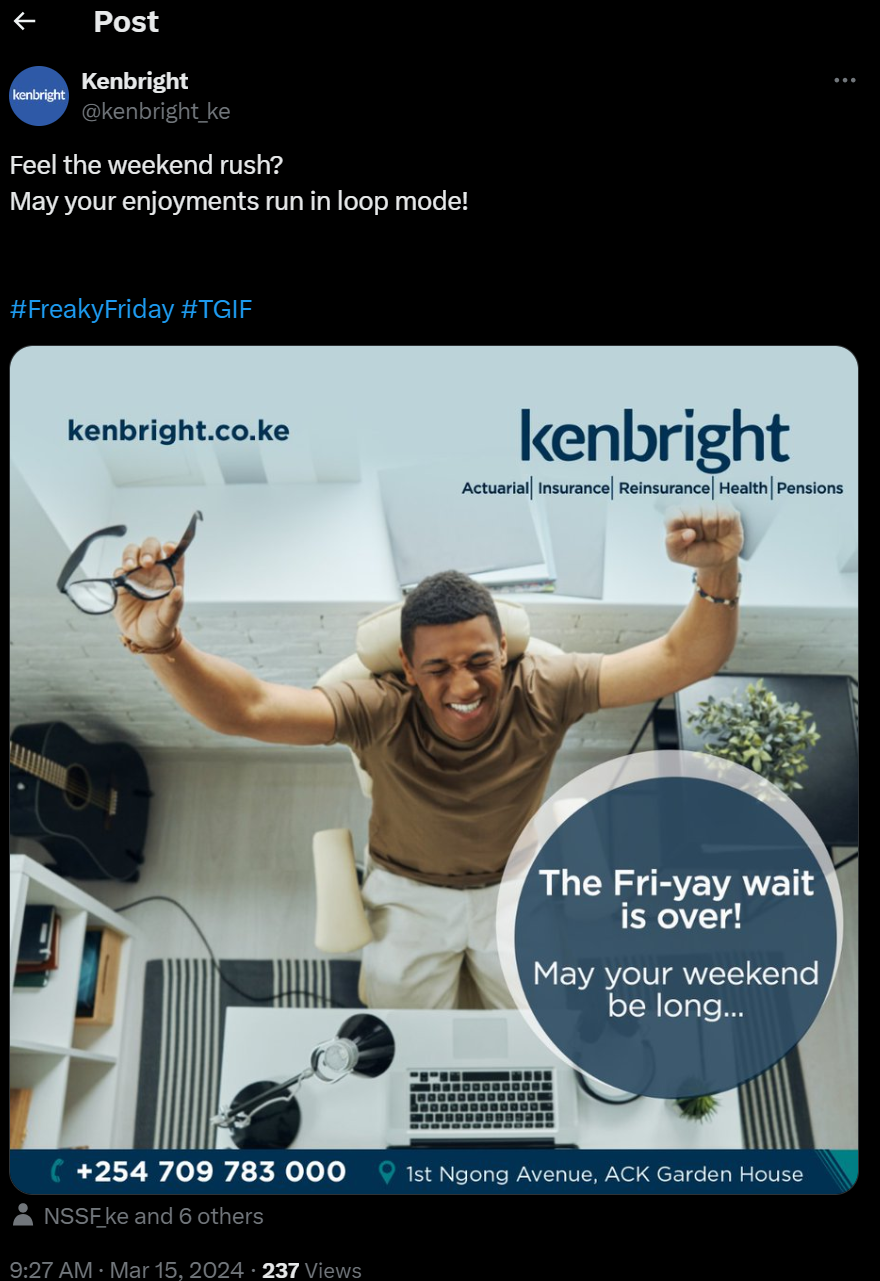 Post
kenbright
Kenbright
@kenbright_ke
Feel the weekend rush?
May your enjoyments run in loop mode!
#FreakyFriday #TGIF
kenbright.co.ke
kenbright
Actuarial| Insurance| Reinsurance| Health| Pensions
The Fri-yay wait
is over!
May your weekend
be long...
+254 709 783 000
1st Ngong Avenue, ACK Garden House
NSSF_ke and 6 others
9:27 AM · Mar 15, 2024 · 237 Views